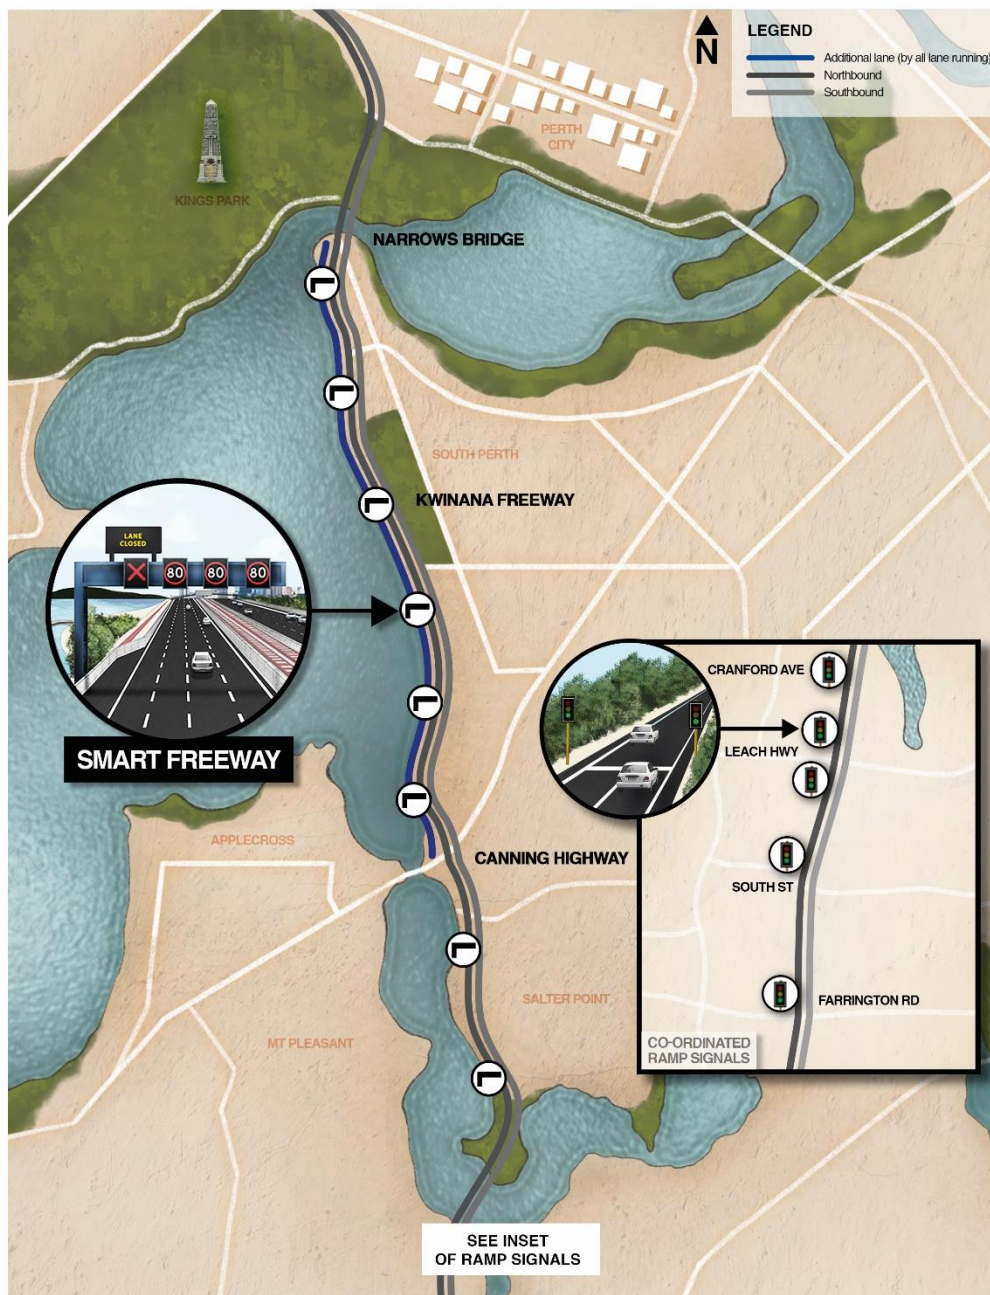 N
LEGEND
Additional lane (by all lane running)
Northbound
Southbound
PERTH
CITY
KINGS PARK
NARROWS BRIDGE
SOUTH PERTH
KWINANA FREEWAY
LANE
CLOSED
80
80
80
SMART FREEWAY
CRANFORD AVE
LEACH HWY
SOUTH ST
FARRINGTON RD
CO-ORDINATED
RAMP SIGNALS
APPLECROSS
CANNING HIGHWAY
SALTER POINT
MT PLEASANT
SEE INSET
OF RAMP SIGNALS